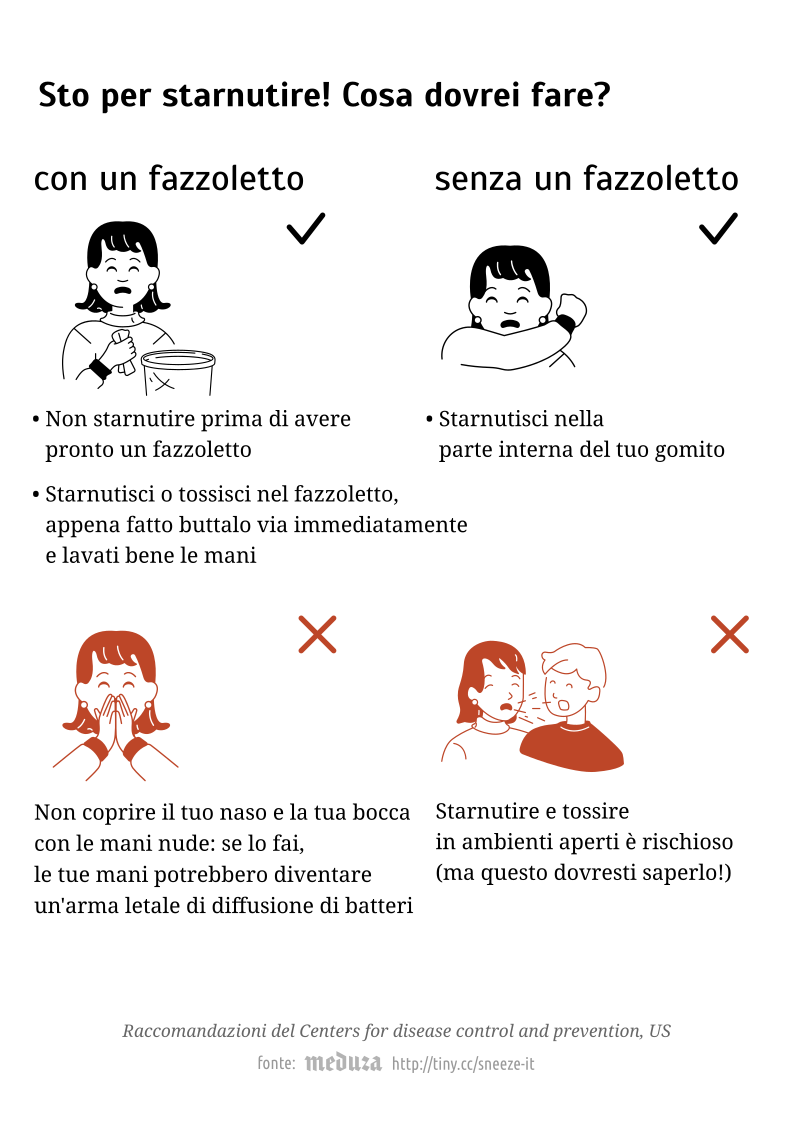 Sto per starnutire! Cosa dovrei fare?
con un fazzoletto
• Non starnutire prima di avere
pronto un fazzoletto
• Starnutisci o tossisci nel fazzoletto,
appena fatto buttalo via immediatamente
e lavati bene le mani
senza un fazzoletto
• Starnutisci nella
parte interna del tuo gomito
Non coprire il tuo naso e la tua bocca
con le mani nude: se lo fai,
le tue mani potrebbero diventare
un'arma letale di diffusione di batteri
Starnutire e tossire
in ambienti aperti è rischioso
(ma questo dovresti saperlo!)
Raccomandazioni del Centers for disease control and prevention, US
fonte: meduza http://tiny.cc/sneeze-it